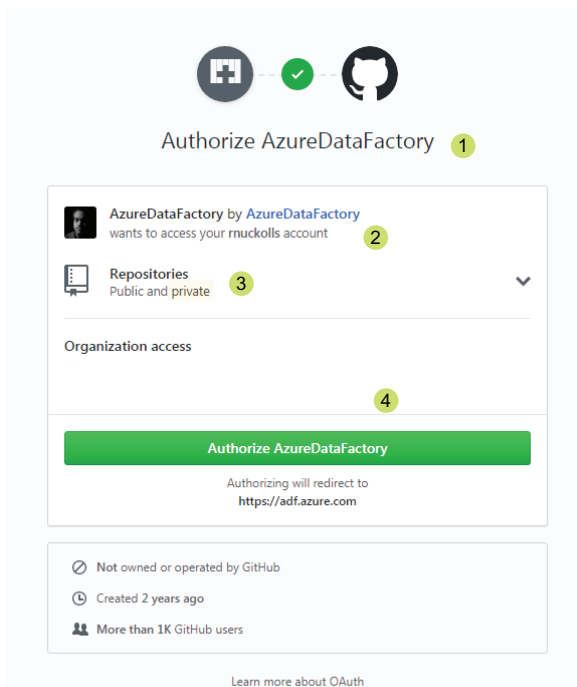 Authorize AzureDataFactory 1
AzureDataFactory by AzureDataFactory
wants to access your rnuckolls account 2
Repositories
Public and private 3
Organization access
4
Authorize AzureDataFactory
Authorizing will redirect to
https://adf.azure.com
Not owned or operated by GitHub
Created 2 years ago
More than 1K GitHub users
Learn more about OAuth